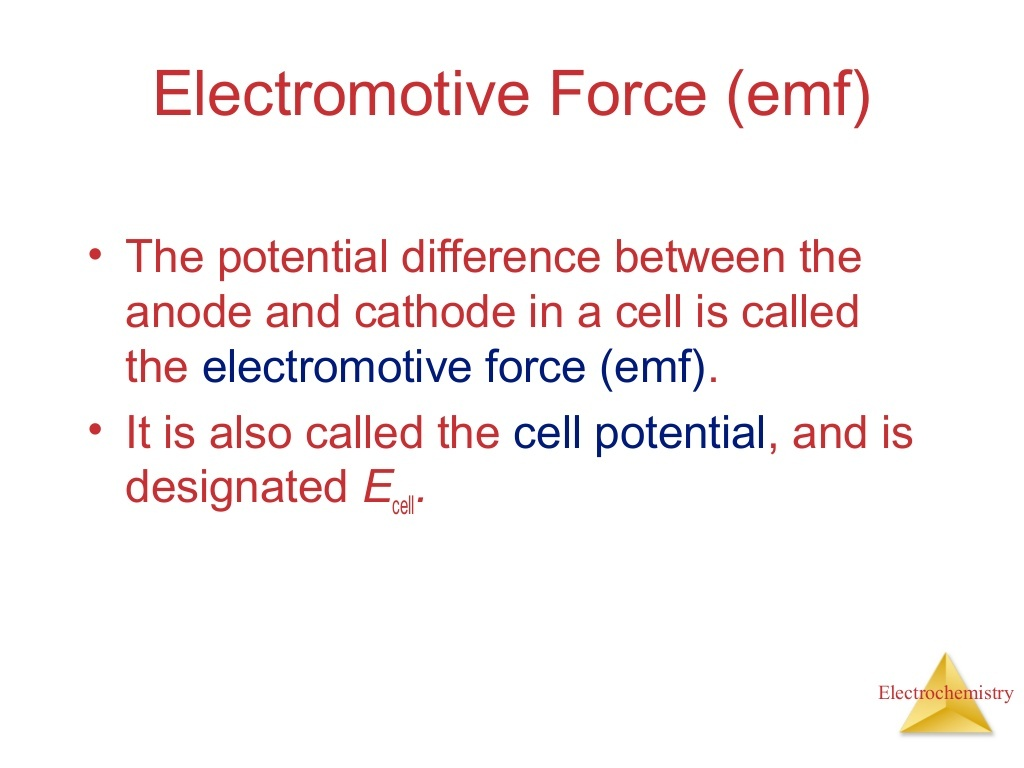 Electromotive Force (emf)
• The potential difference between the
anode and cathode in a cell is called
the electromotive force (emf).
• It is also called the cell potential, and is
designated Ecell.
Electrochemistry